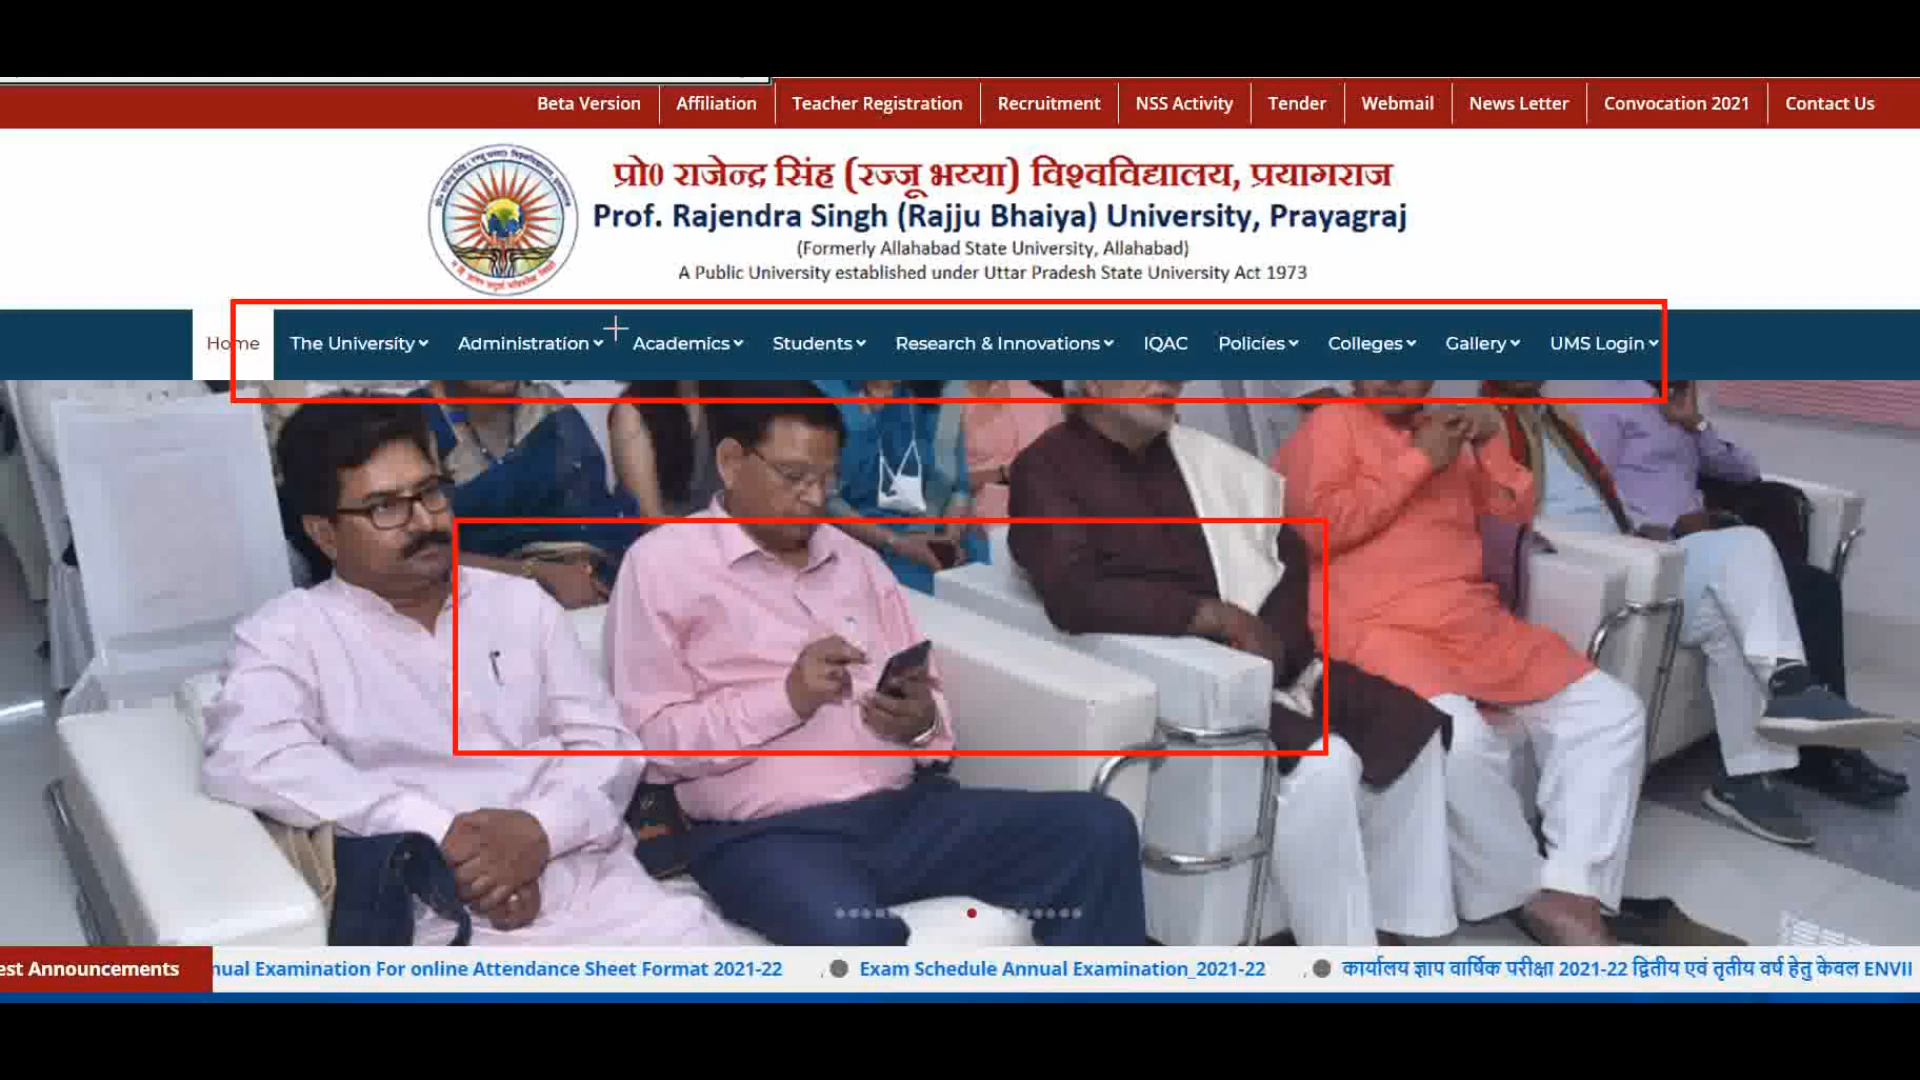 Beta Version Affiliation Teacher Registration Recruitment NSS Activity Tender Webmail News Letter Convocation 2021 Contact Us
प्रो0 राजेन्द्र सिंह (रज्जू भय्या) विश्वविद्यालय, प्रयागराज
Prof. Rajendra Singh (Rajju Bhaiya) University, Prayagraj
(Formerly Allahabad State University, Allahabad)
A Public University established under Uttar Pradesh State University Act 1973
Home The University Administration Academics Students Research & Innovations IQAC Policies Colleges Gallery UMS Login
est Announcements nual Examination For online Attendance Sheet Format 2021-22 Exam Schedule Annual Examination_2021-22 कार्यालय ज्ञाप वार्षिक परीक्षा 2021-22 द्वितीय एवं तृतीय वर्ष हेतु केवल ENVII